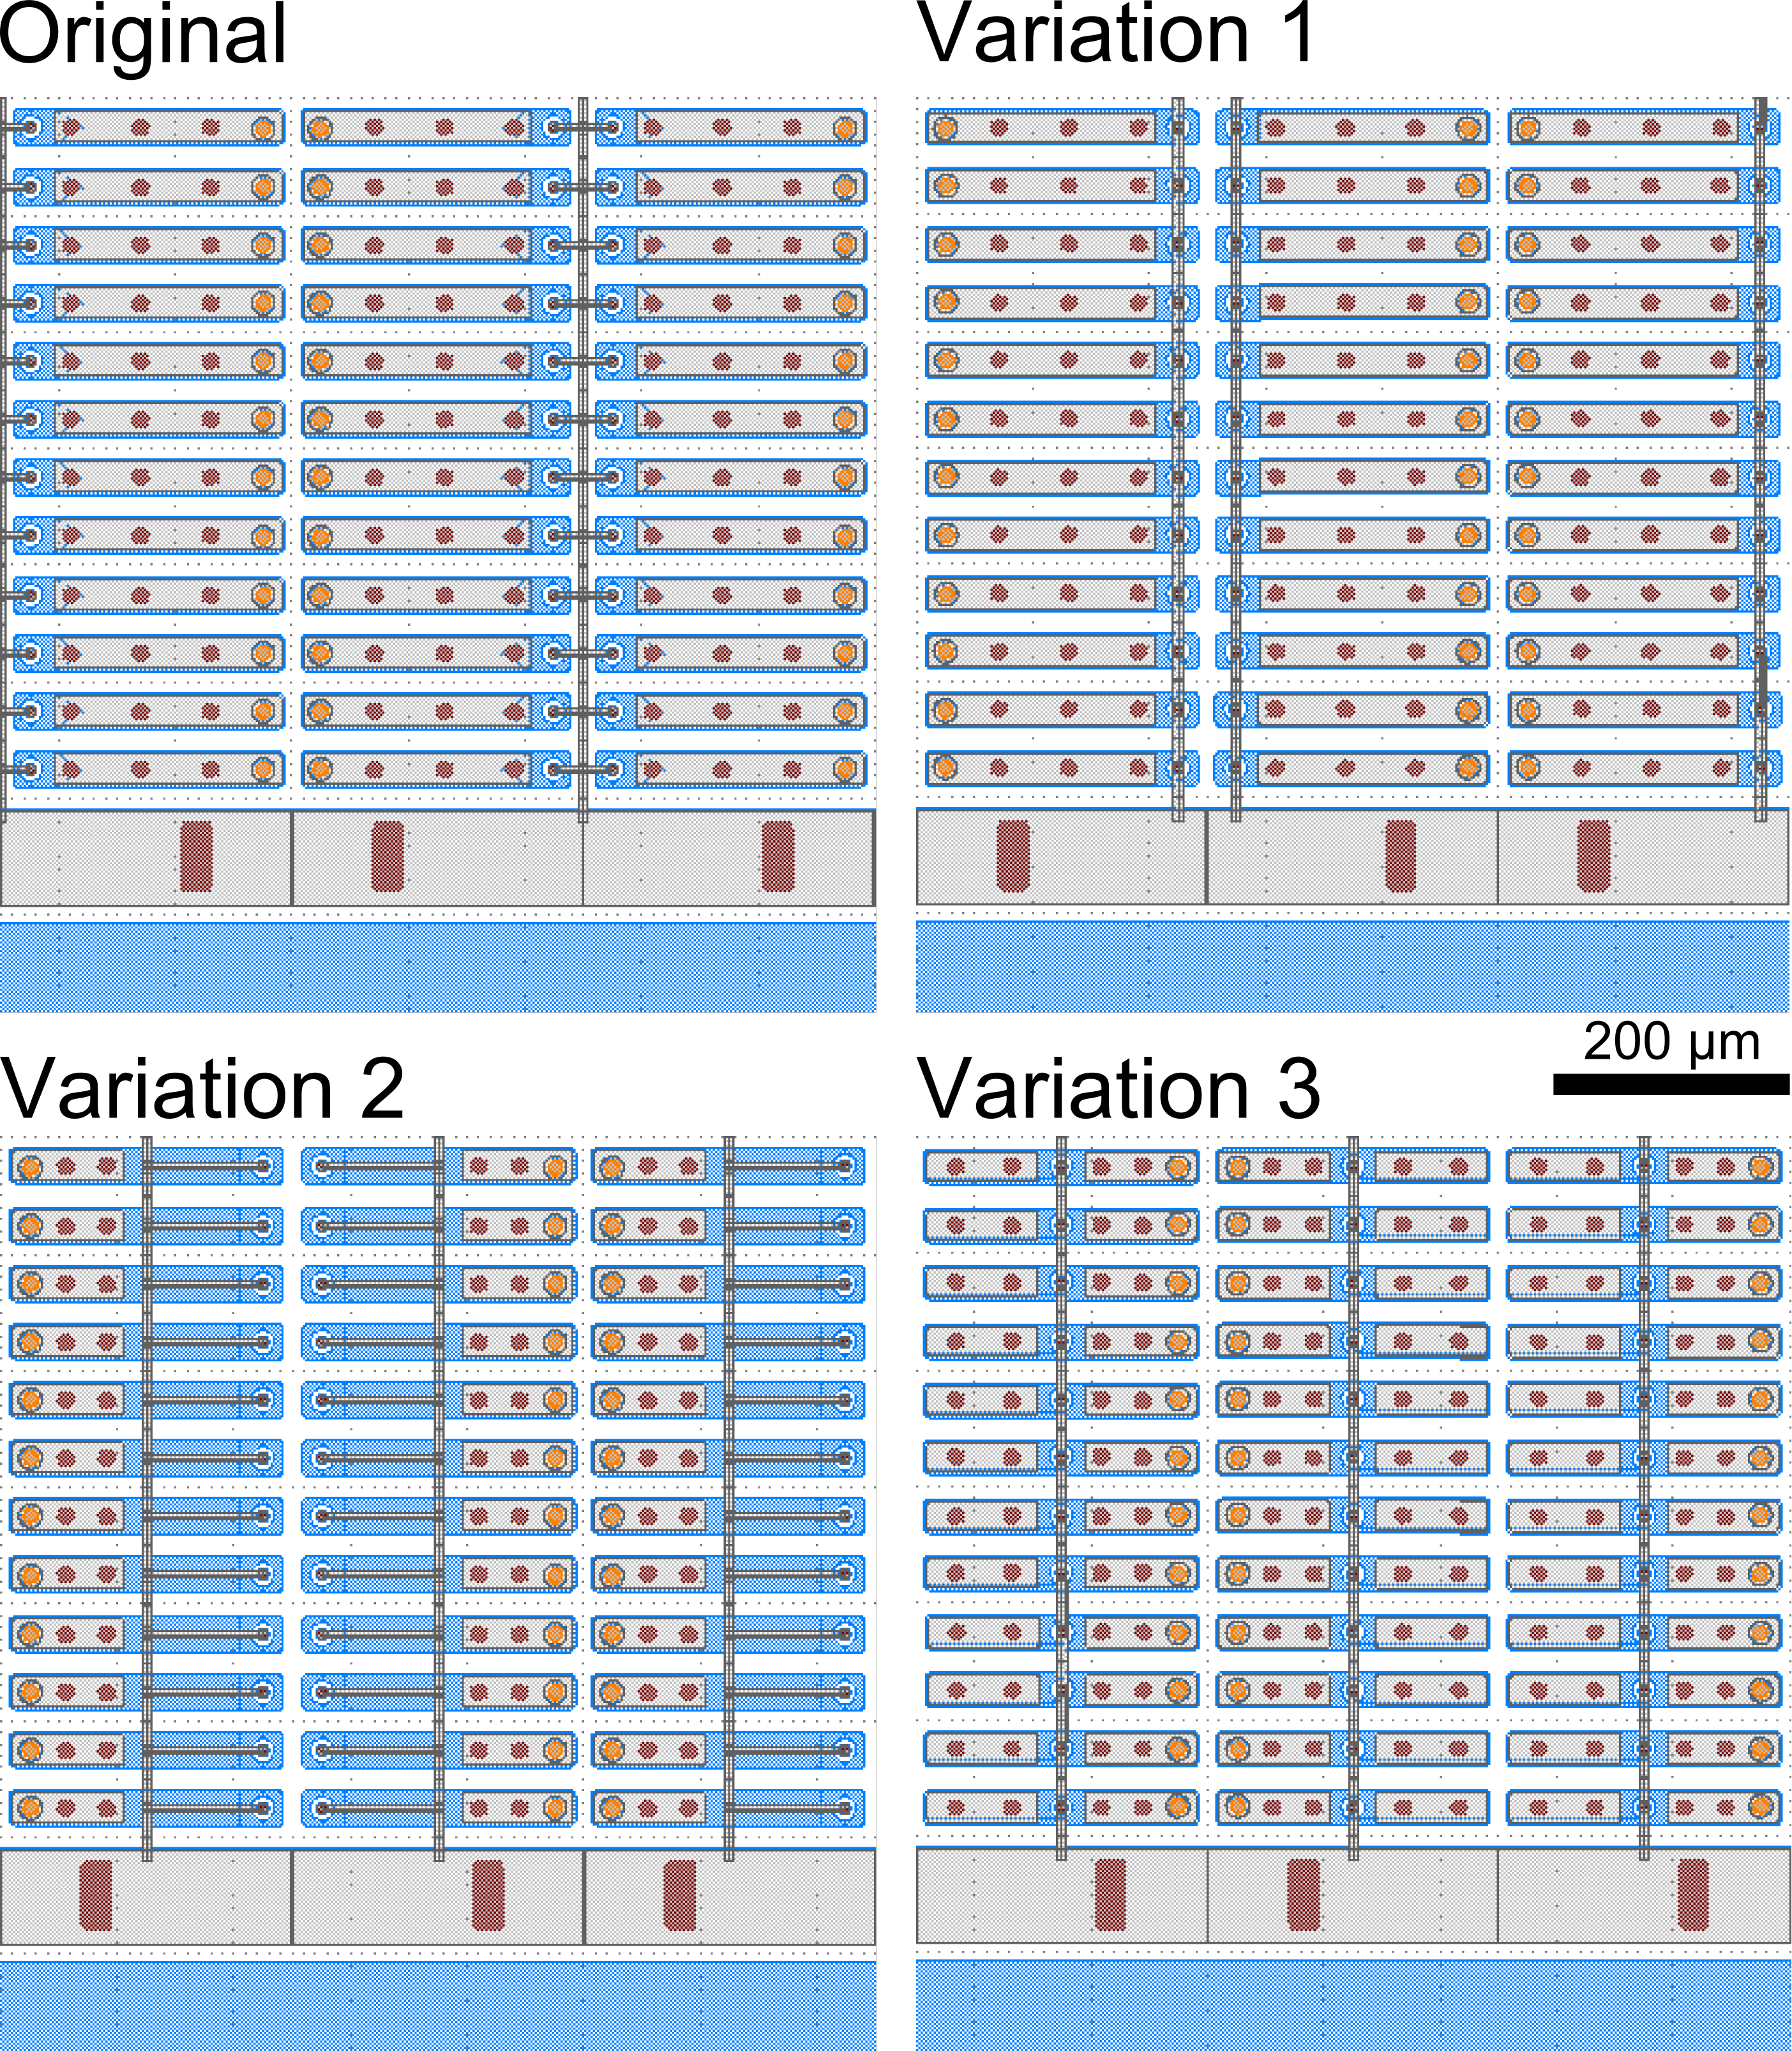 Original
Variation 1
200 µm
Variation 2
Variation 3